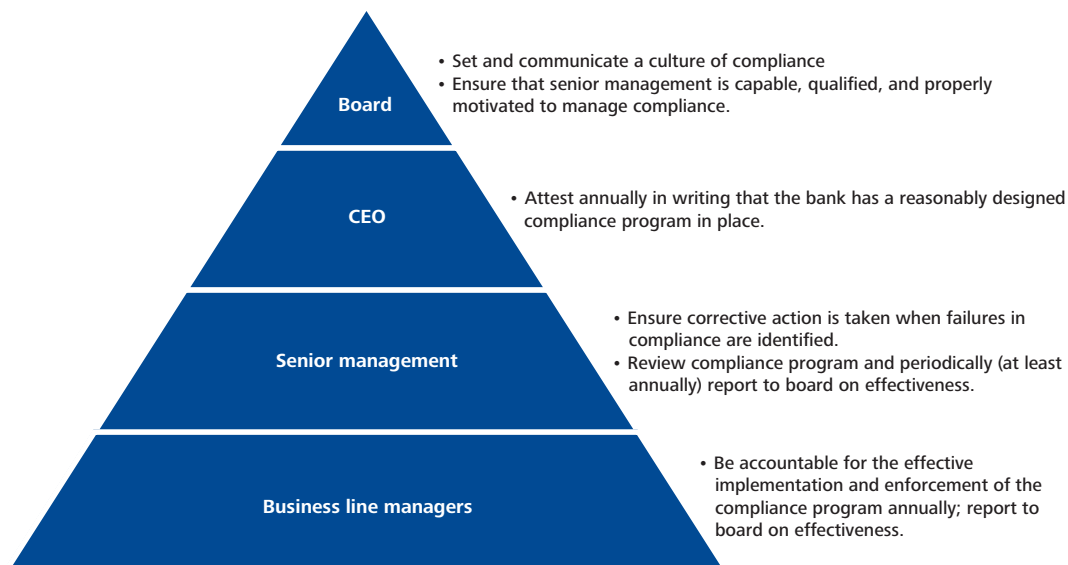 Board
• Set and communicate a culture of compliance
• Ensure that senior management is capable, qualified, and properly
motivated to manage compliance.
CEO
• Attest annually in writing that the bank has a reasonably designed
compliance program in place.
Senior management
• Ensure corrective action is taken when failures in
compliance are identified.
• Review compliance program and periodically (at least
annually) report to board on effectiveness.
Business line managers
• Be accountable for the effective
implementation and enforcement of the
compliance program annually; report to
board on effectiveness.